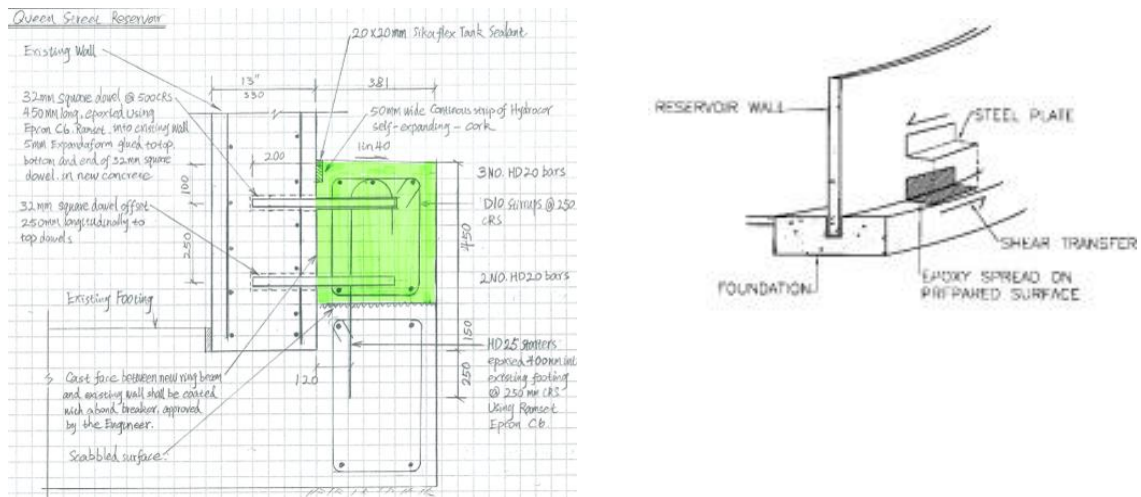 Queen Street Reservoir
Existing Wall
20x20mm Sikaflex Tank Sealant
13"
330
381
32mm square dowel @ 500CRS
450mm long, epoxied using
Epcon C6 Ramset, into existing wall
5mm Expandaform glued to top,
bottom and end of 32mm square
dowel, in new concrete
50mm wide Continuous strip of Hydrocor
self-expanding - cork
200
1 in 40
100
3NO. HD20 bars
D10 stirrups @ 250
CRS
32mm square dowel offset
250mm longitudinally to
top dowels
250
450
2NO. HD20 bars
Existing Footing
150
HD25 starters
epoxied 400mm into
existing footing
@ 250 mm CRS
Using Ramset
Epcon C6.
250
120
Cast face between new ring beam
and existing wall shall be coated
with a bond breaker, approved
by the Engineer.
Scabbled surface.
RESERVOIR WALL
STEEL PLATE
SHEAR TRANSFER
FOUNDATION
EPOXY SPREAD ON
PREPARED SURFACE